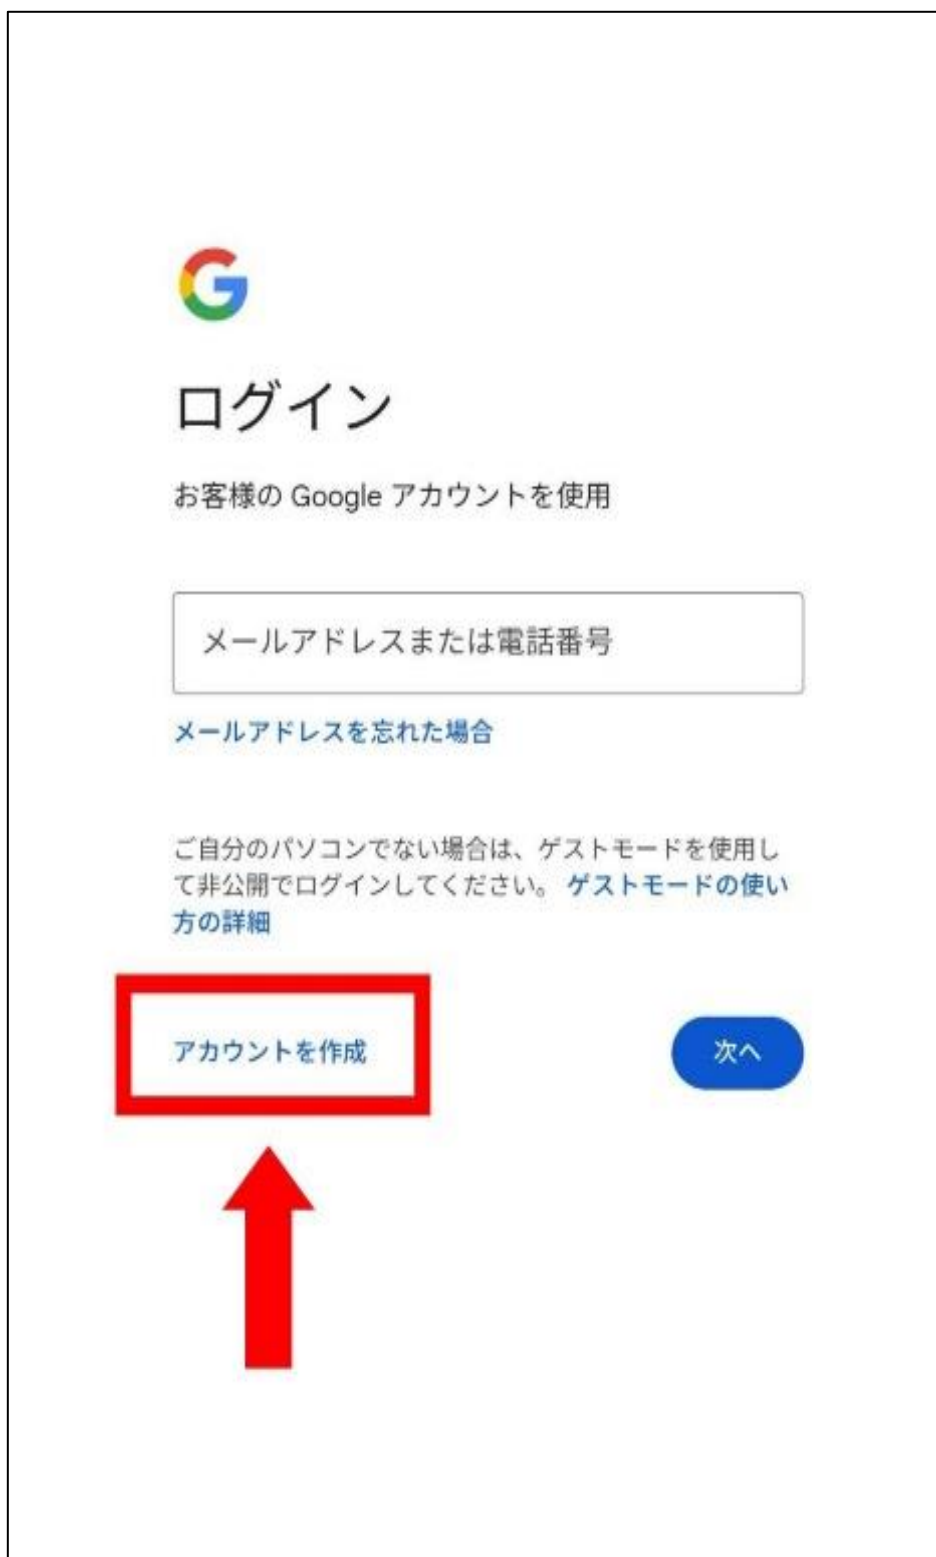 ログイン
お客様の Google アカウントを使用
メールアドレスまたは電話番号
メールアドレスを忘れた場合
ご自分のパソコンでない場合は、ゲストモードを使用し
て非公開でログインしてください。 ゲストモードの使い
方の詳細
アカウントを作成
次へ